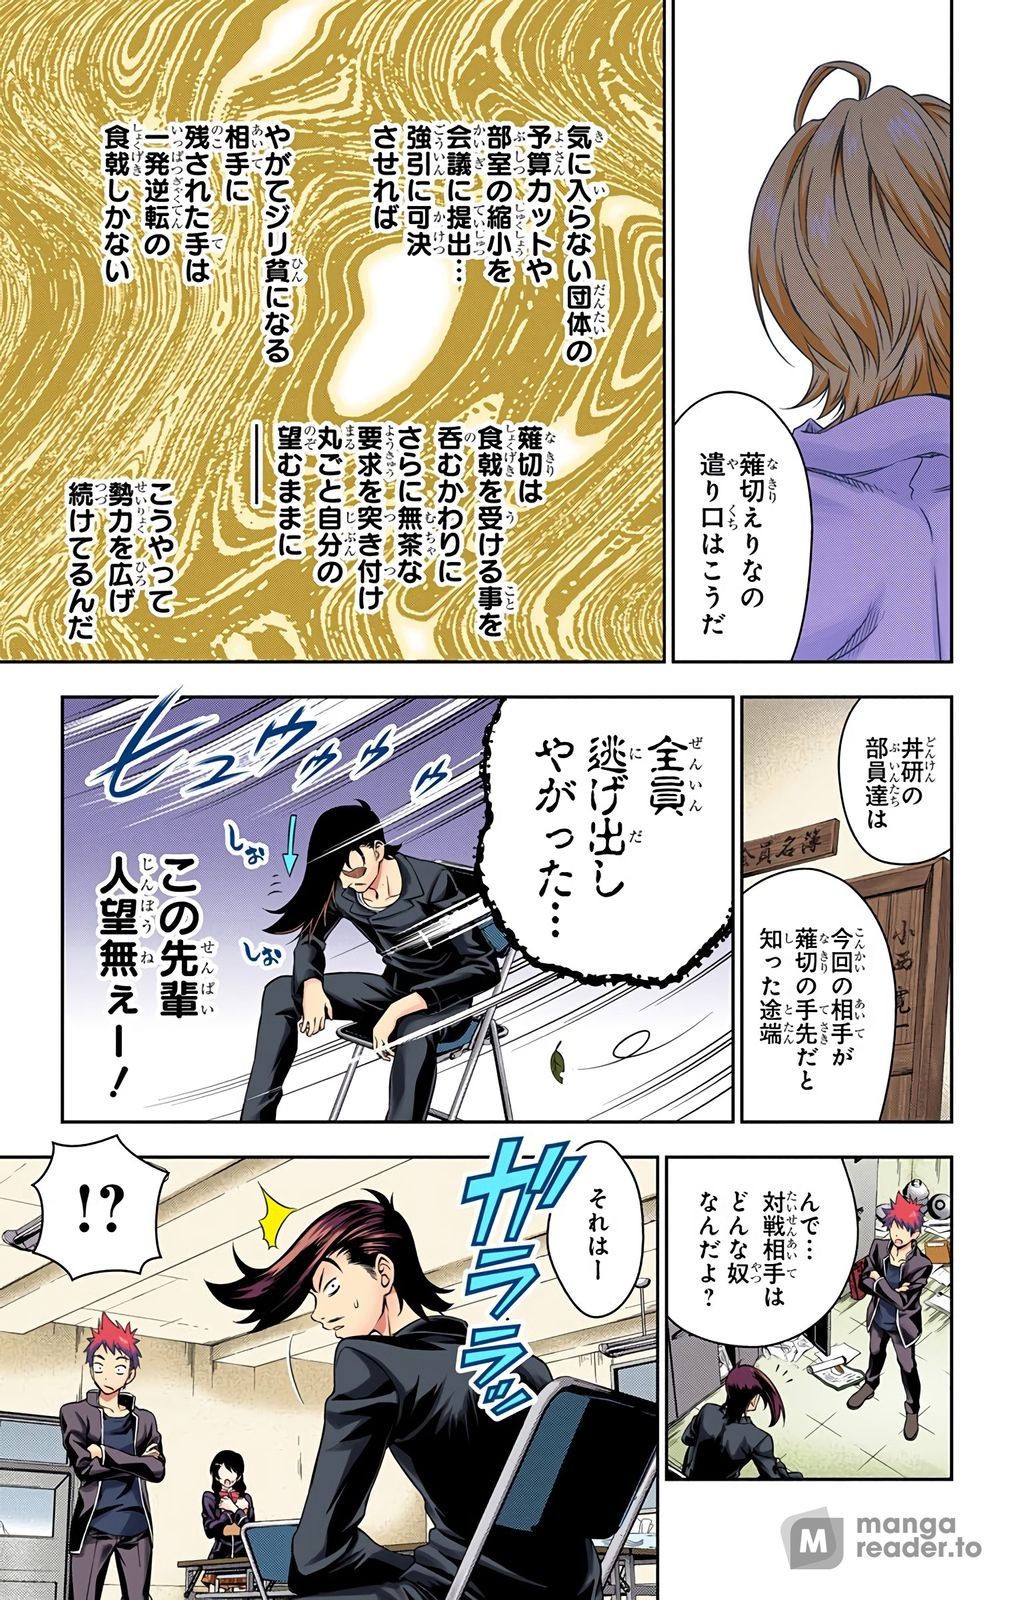 薙切えりなの
遣り口はこうだ
気に入らない団体の
予算カットや
部室の縮小を
会議に提出…
強引に可決
させれば
やがてジリ貧になる
相手に
残された手は
一発逆転の
食戟しかない
薙切は
食戟を受ける事を
呑むかわりに
さらに無茶な
要求を突き付け
丸ごと自分の
望むままに
――
こうやって
勢力を広げ
続けてるんだ
丼研の
部員達は
会員名簿
小西寛一
今回の相手が
薙切の手先だと
知った途端
全員
逃げ出し
やがった…
ヒュウゥゥゥ
しお
しお
この先輩
人望無ぇー！
んで…
対戦相手は
どんな奴
なんだよ？
それはー
ガララッ
!?
manga
reader.to